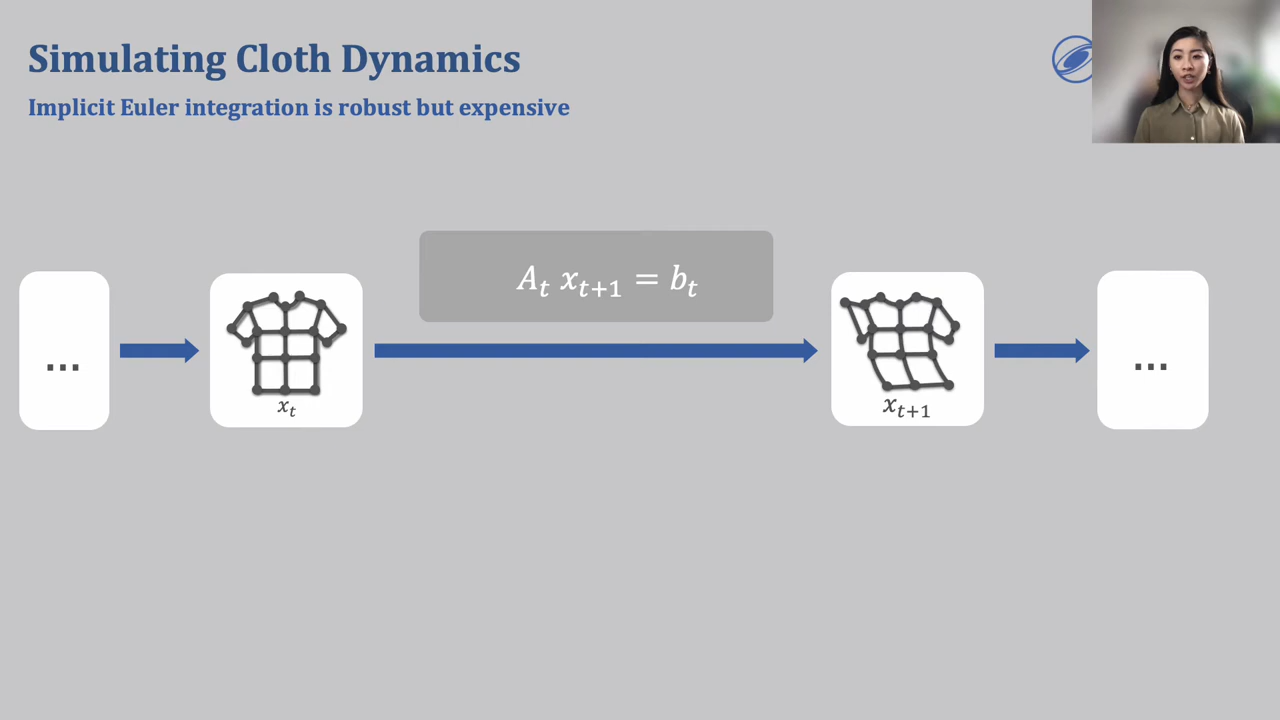 Simulating Cloth Dynamics
Implicit Euler integration is robust but expensive
A_t x_{t+1} = b_t
...
x_t
x_{t+1}
...